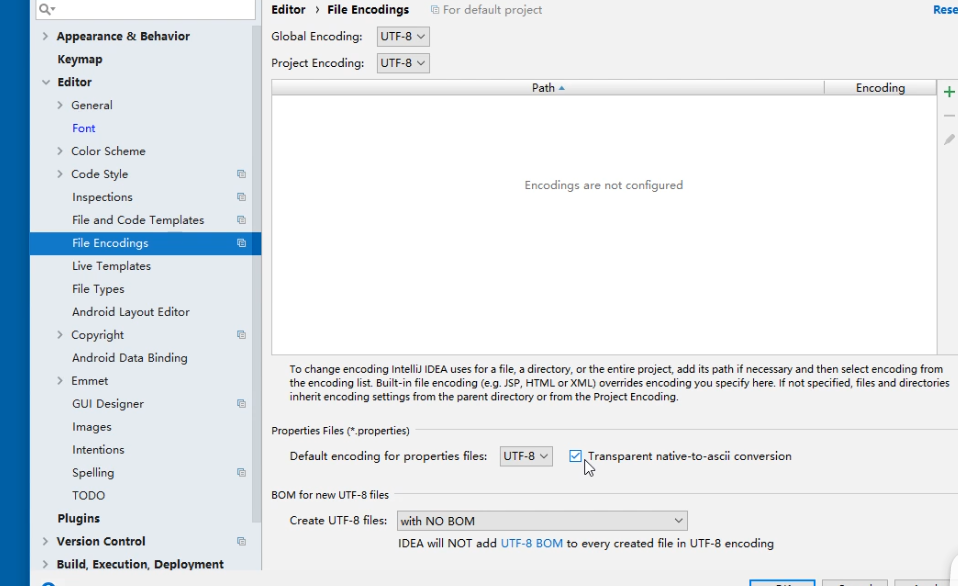 Editor › File Encodings For default project Rese
Appearance & Behavior
Keymap
Editor
General
Font
Color Scheme
Code Style
Inspections
File and Code Templates
File Encodings
Live Templates
File Types
Android Layout Editor
Copyright
Android Data Binding
Emmet
GUI Designer
Images
Intentions
Spelling
TODO
Plugins
Version Control
Build, Execution, Deployment
Global Encoding: UTF-8
Project Encoding: UTF-8
Path Encoding
Encodings are not configured
To change encoding IntelliJ IDEA uses for a file, a directory, or the entire project, add its path if necessary and then select encoding from
the encoding list. Built-in file encoding (e.g. JSP, HTML or XML) overrides encoding you specify here. If not specified, files and directories
inherit encoding settings from the parent directory or from the Project Encoding.
Properties Files (*.properties)
Default encoding for properties files: UTF-8 Transparent native-to-ascii conversion
BOM for new UTF-8 files
Create UTF-8 files: with NO BOM
IDEA will NOT add UTF-8 BOM to every created file in UTF-8 encoding